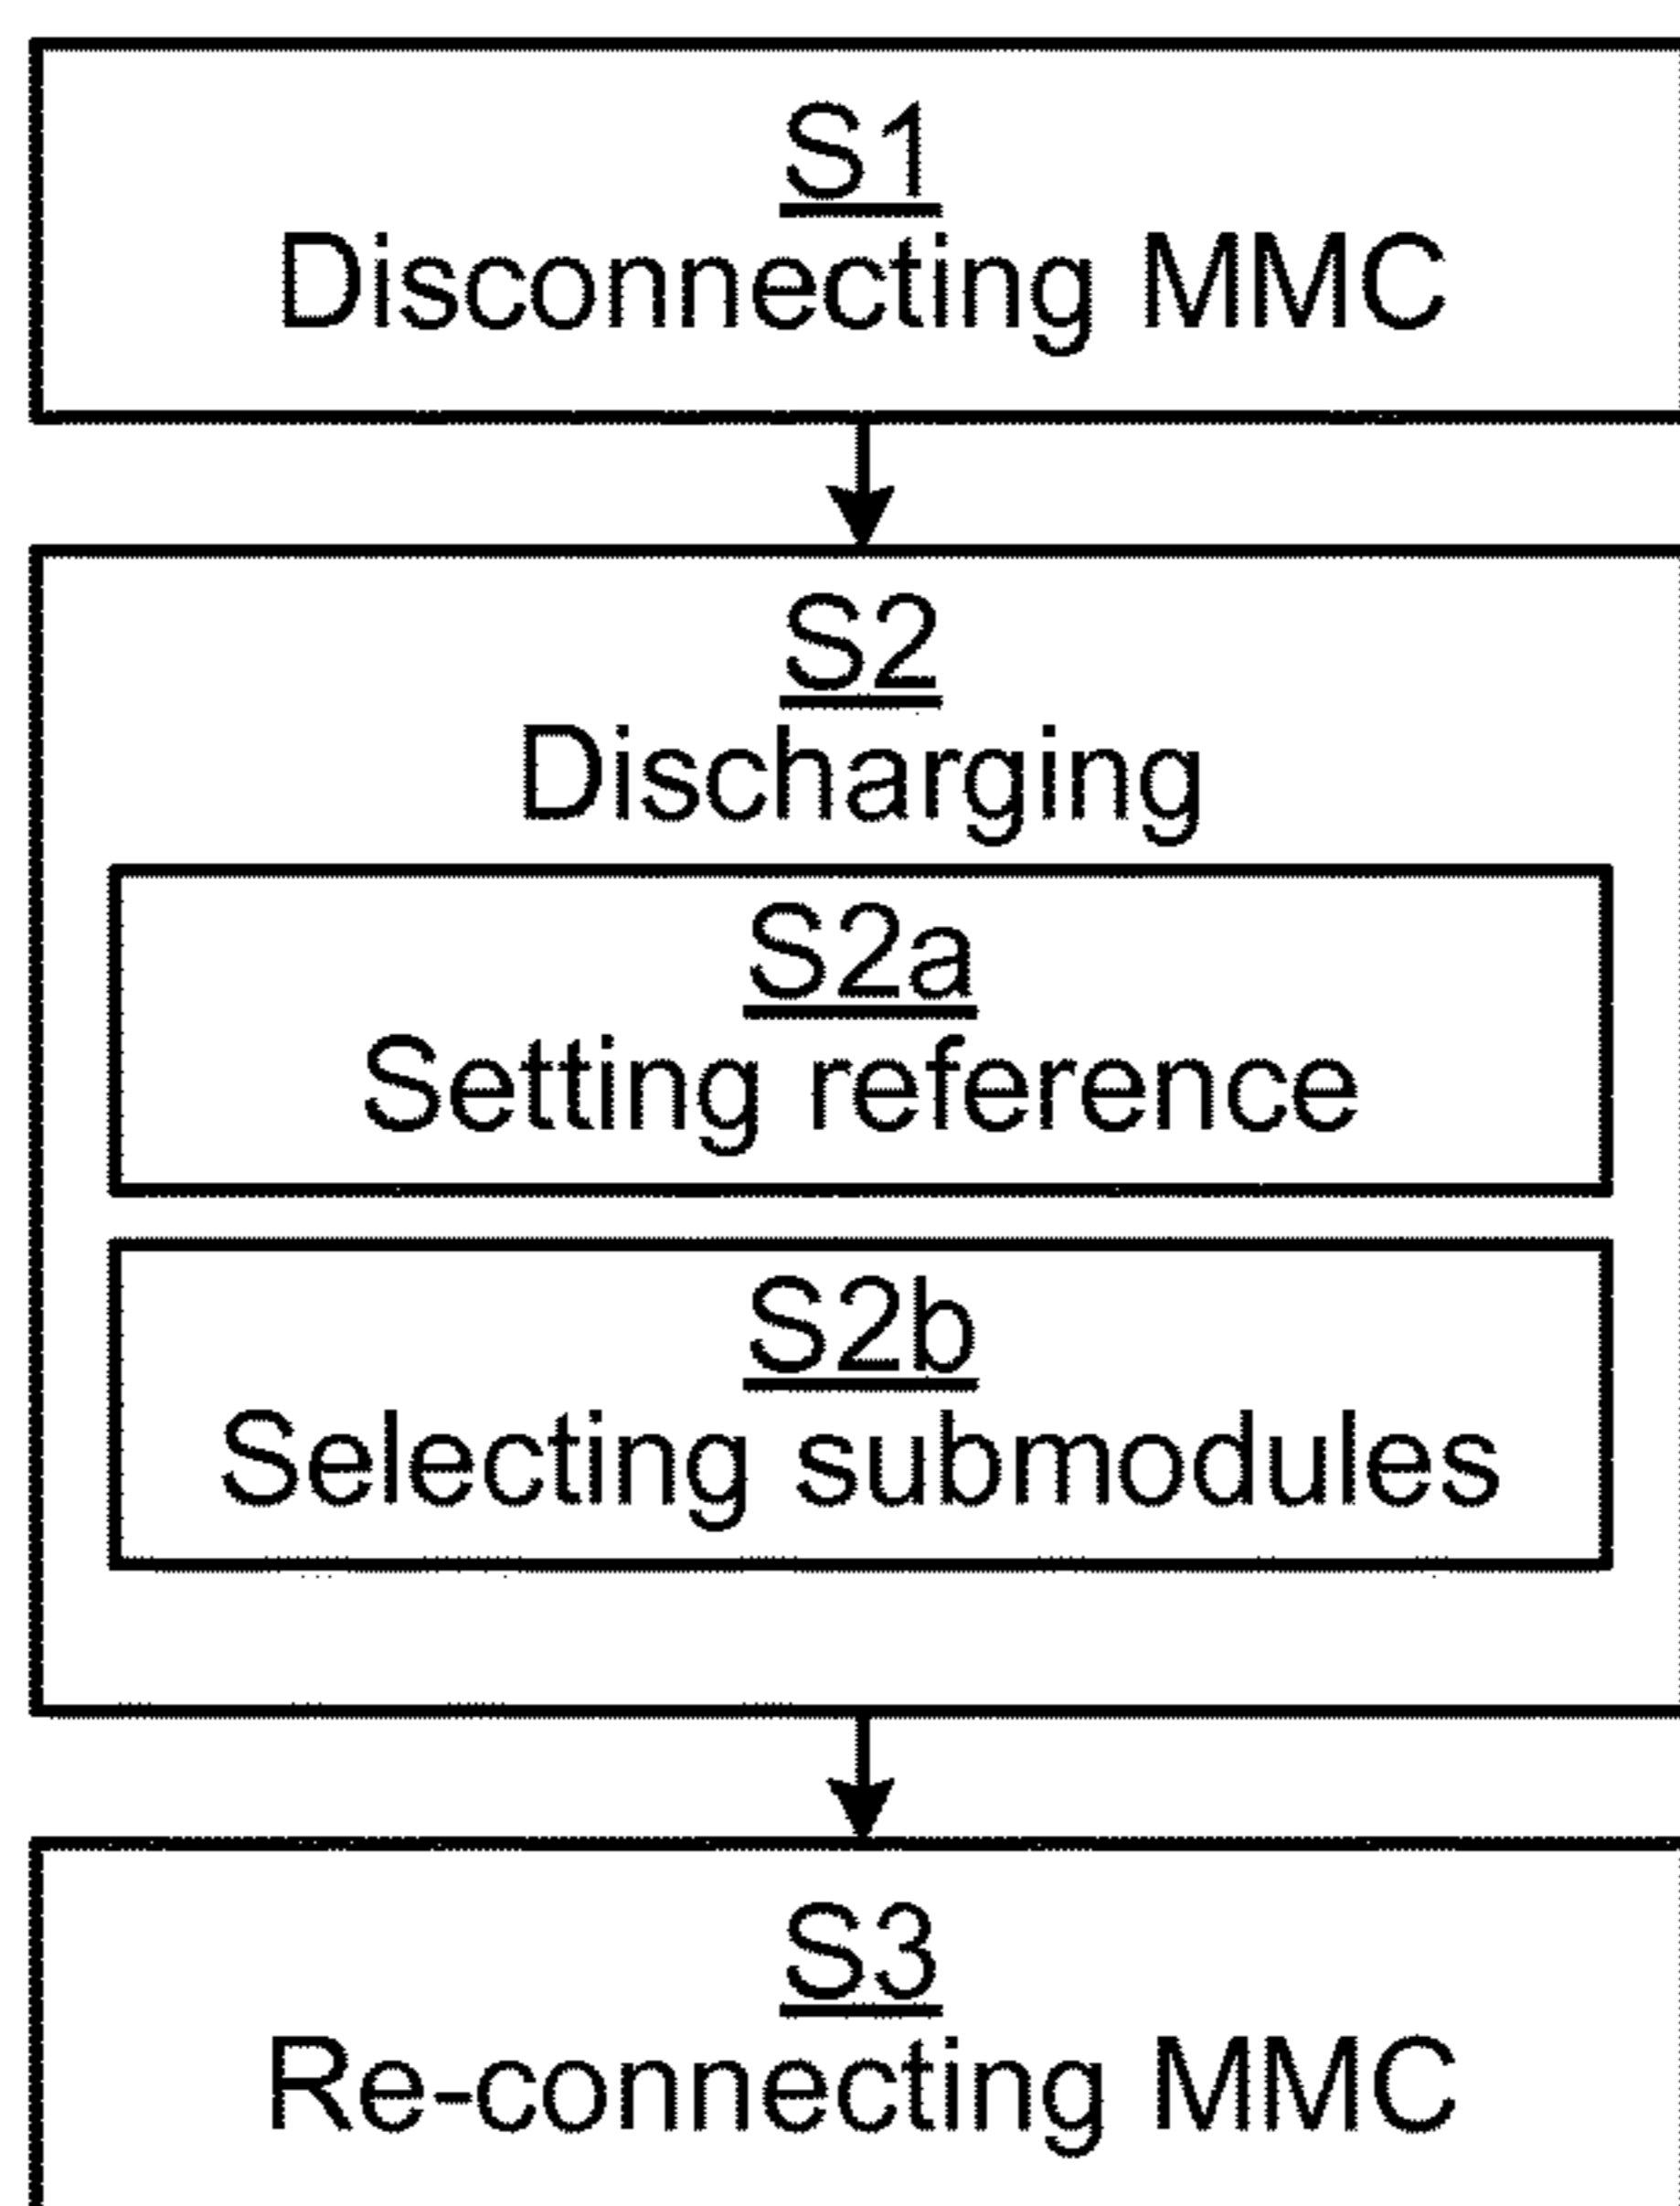 S1
Disconnecting MMC
S2
Discharging
S2a
Setting reference
S2b
Selecting submodules
S3
Re-connecting MMC